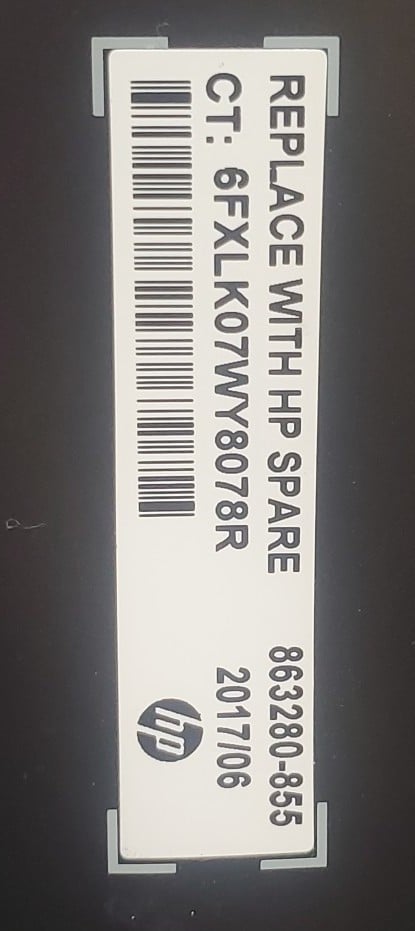 REPLACE WITH HP SPARE 863280-855
CT: 6FXLK07WY8078R 2017/06
hp